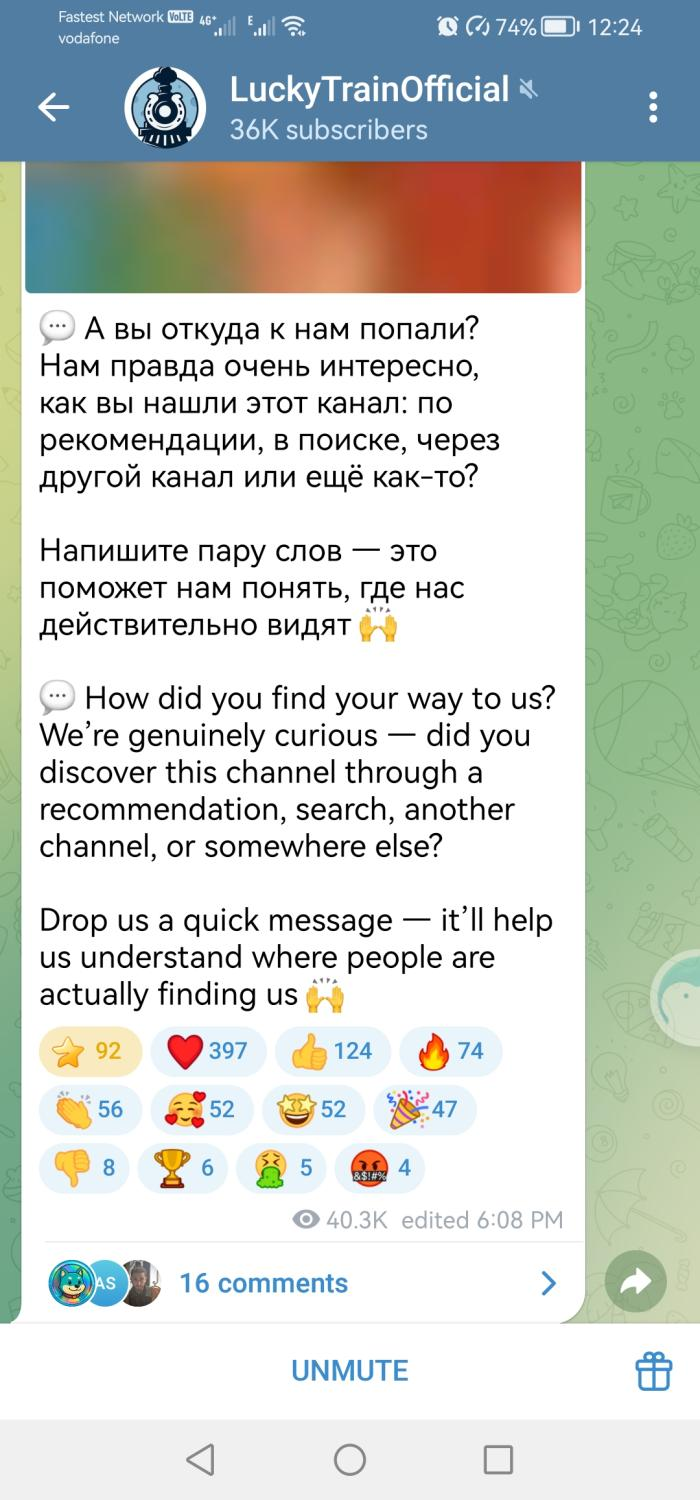 Fastest Network VoLTE 4G+ E 74% 12:24
vodafone
LuckyTrainOfficial
36K subscribers
💬 А вы откуда к нам попали?
Нам правда очень интересно,
как вы нашли этот канал: по
рекомендации, в поиске, через
другой канал или ещё как-то?
Напишите пару слов — это
поможет нам понять, где нас
действительно видят 🙌
💬 How did you find your way to us?
We’re genuinely curious — did you
discover this channel through a
recommendation, search, another
channel, or somewhere else?
Drop us a quick message — it’ll help
us understand where people are
actually finding us 🙌
⭐ 92 ❤️ 397 👍 124 🔥 74
👏 56 🥰 52 🤩 52 🎉 47
👎 8 🏆 6 🤮 5 🤬 4
40.3K edited 6:08 PM
AS 16 comments
UNMUTE